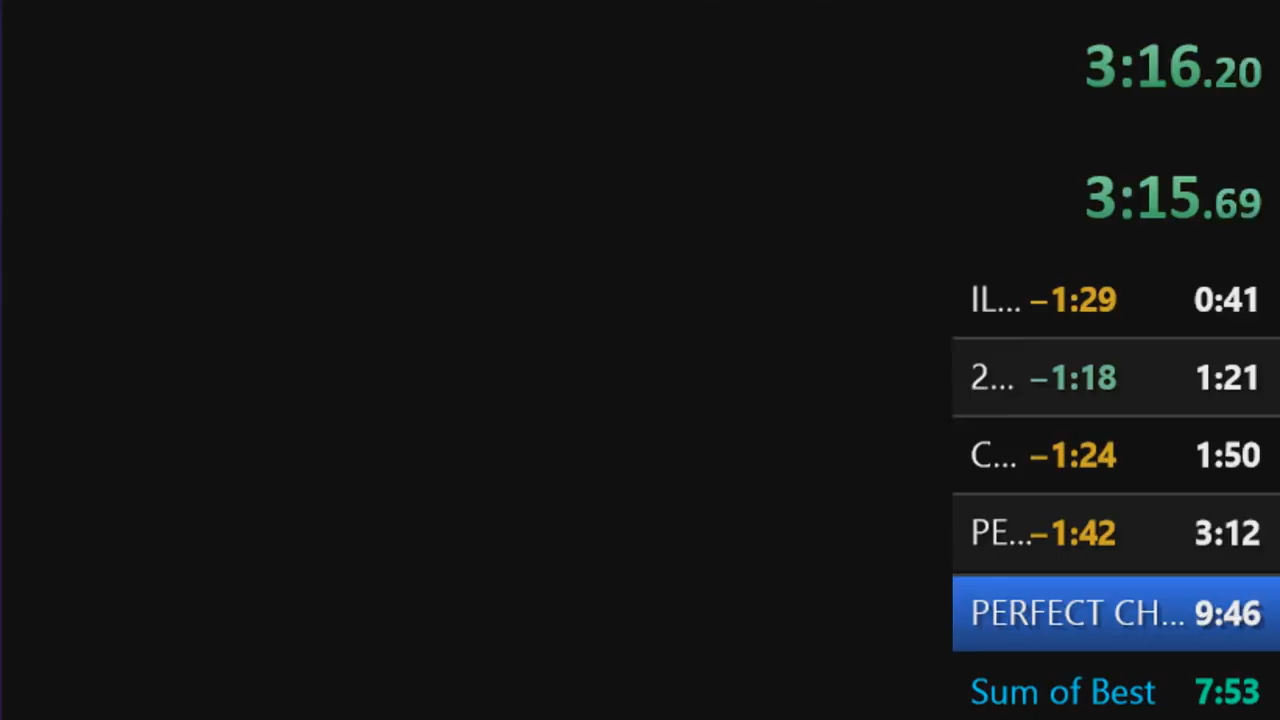 3:16.20
3:15.69
IL... −1:29 0:41
2... −1:18 1:21
C... −1:24 1:50
PE...−1:42 3:12
PERFECT CH... 9:46
Sum of Best 7:53